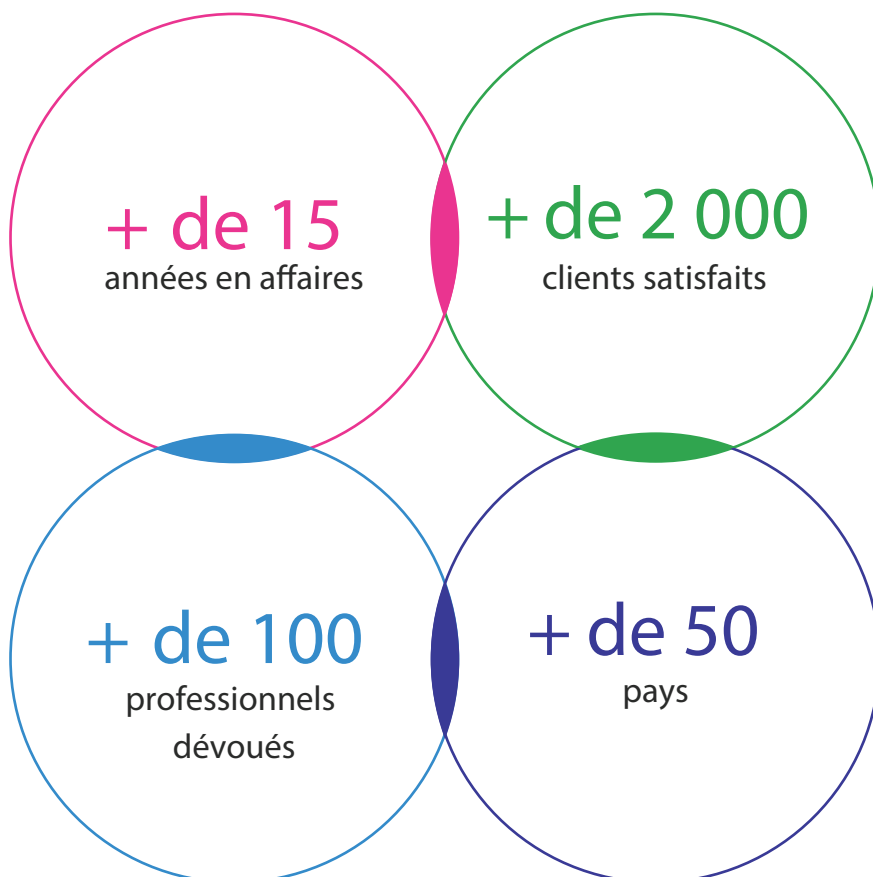 + de 15
années en affaires
+ de 2 000
clients satisfaits
+ de 100
professionnels
dévoués
+ de 50
pays